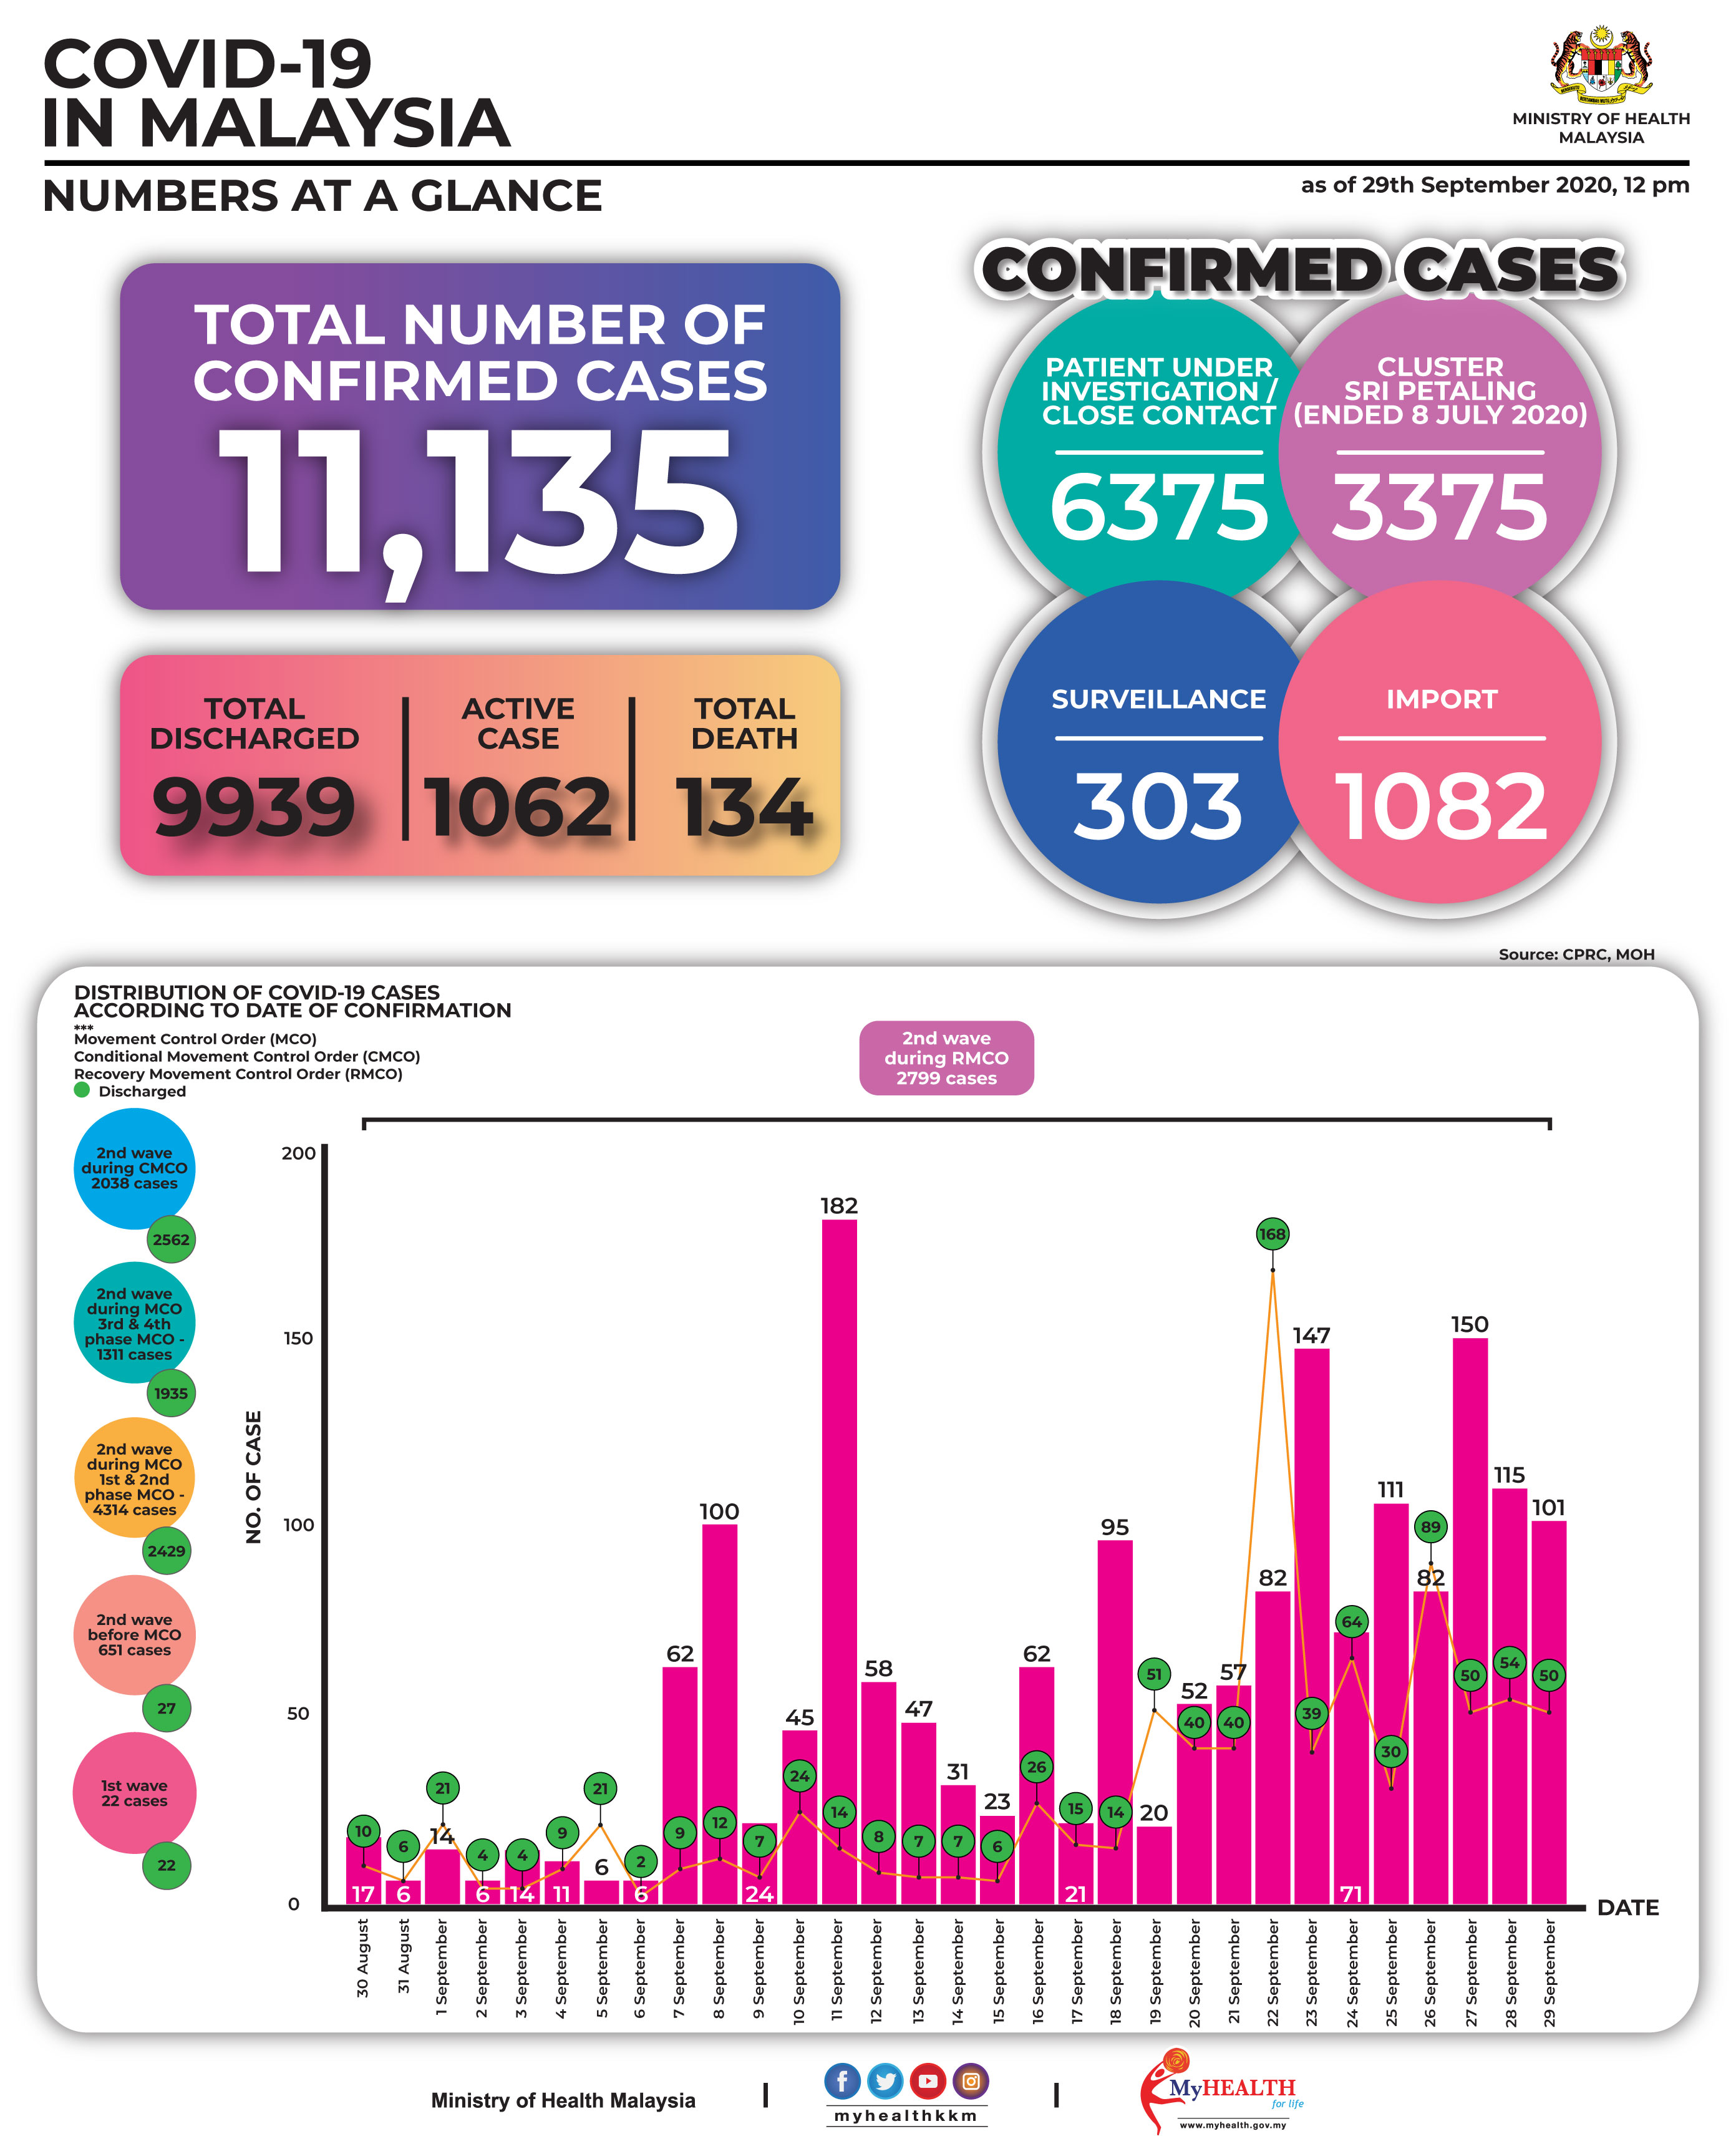 COVID-19
IN MALAYSIA
MINISTRY OF HEALTH
MALAYSIA
NUMBERS AT A GLANCE
as of 29th September 2020, 12 pm
TOTAL NUMBER OF
CONFIRMED CASES
11,135
TOTAL
DISCHARGED
9939
ACTIVE
CASE
1062
TOTAL
DEATH
134
CONFIRMED CASES
PATIENT UNDER
INVESTIGATION /
CLOSE CONTACT
6375
CLUSTER
SRI PETALING
(ENDED 8 JULY 2020)
3375
SURVEILLANCE
303
IMPORT
1082
Source: CPRC, MOH
DISTRIBUTION OF COVID-19 CASES
ACCORDING TO DATE OF CONFIRMATION
***
Movement Control Order (MCO)
Conditional Movement Control Order (CMCO)
Recovery Movement Control Order (RMCO)
Discharged
2nd wave
during RMCO
2799 cases
2nd wave
during CMCO
2038 cases
2562
2nd wave
during MCO
3rd & 4th
phase MCO -
1311 cases
1935
2nd wave
during MCO
1st & 2nd
phase MCO -
4314 cases
2429
2nd wave
before MCO
651 cases
27
1st wave
22 cases
22
NO. OF CASE
200
150
100
50
0
17 6 14 6 14 11 6 6 62 100 24 45 182 58 47 31 23 62 21 95 20 52 57 82 147 71 111 82 150 115 101
10 6 21 4 4 9 21 2 9 12 7 24 14 8 7 7 6 26 15 14 51 40 40 168 39 64 30 89 50 54 50
DATE
30 August
31 August
1 September
2 September
3 September
4 September
5 September
6 September
7 September
8 September
9 September
10 September
11 September
12 September
13 September
14 September
15 September
16 September
17 September
18 September
19 September
20 September
21 September
22 September
23 September
24 September
25 September
26 September
27 September
28 September
29 September
Ministry of Health Malaysia
myhealthkkm
MyHEALTH
for life
www.myhealth.gov.my